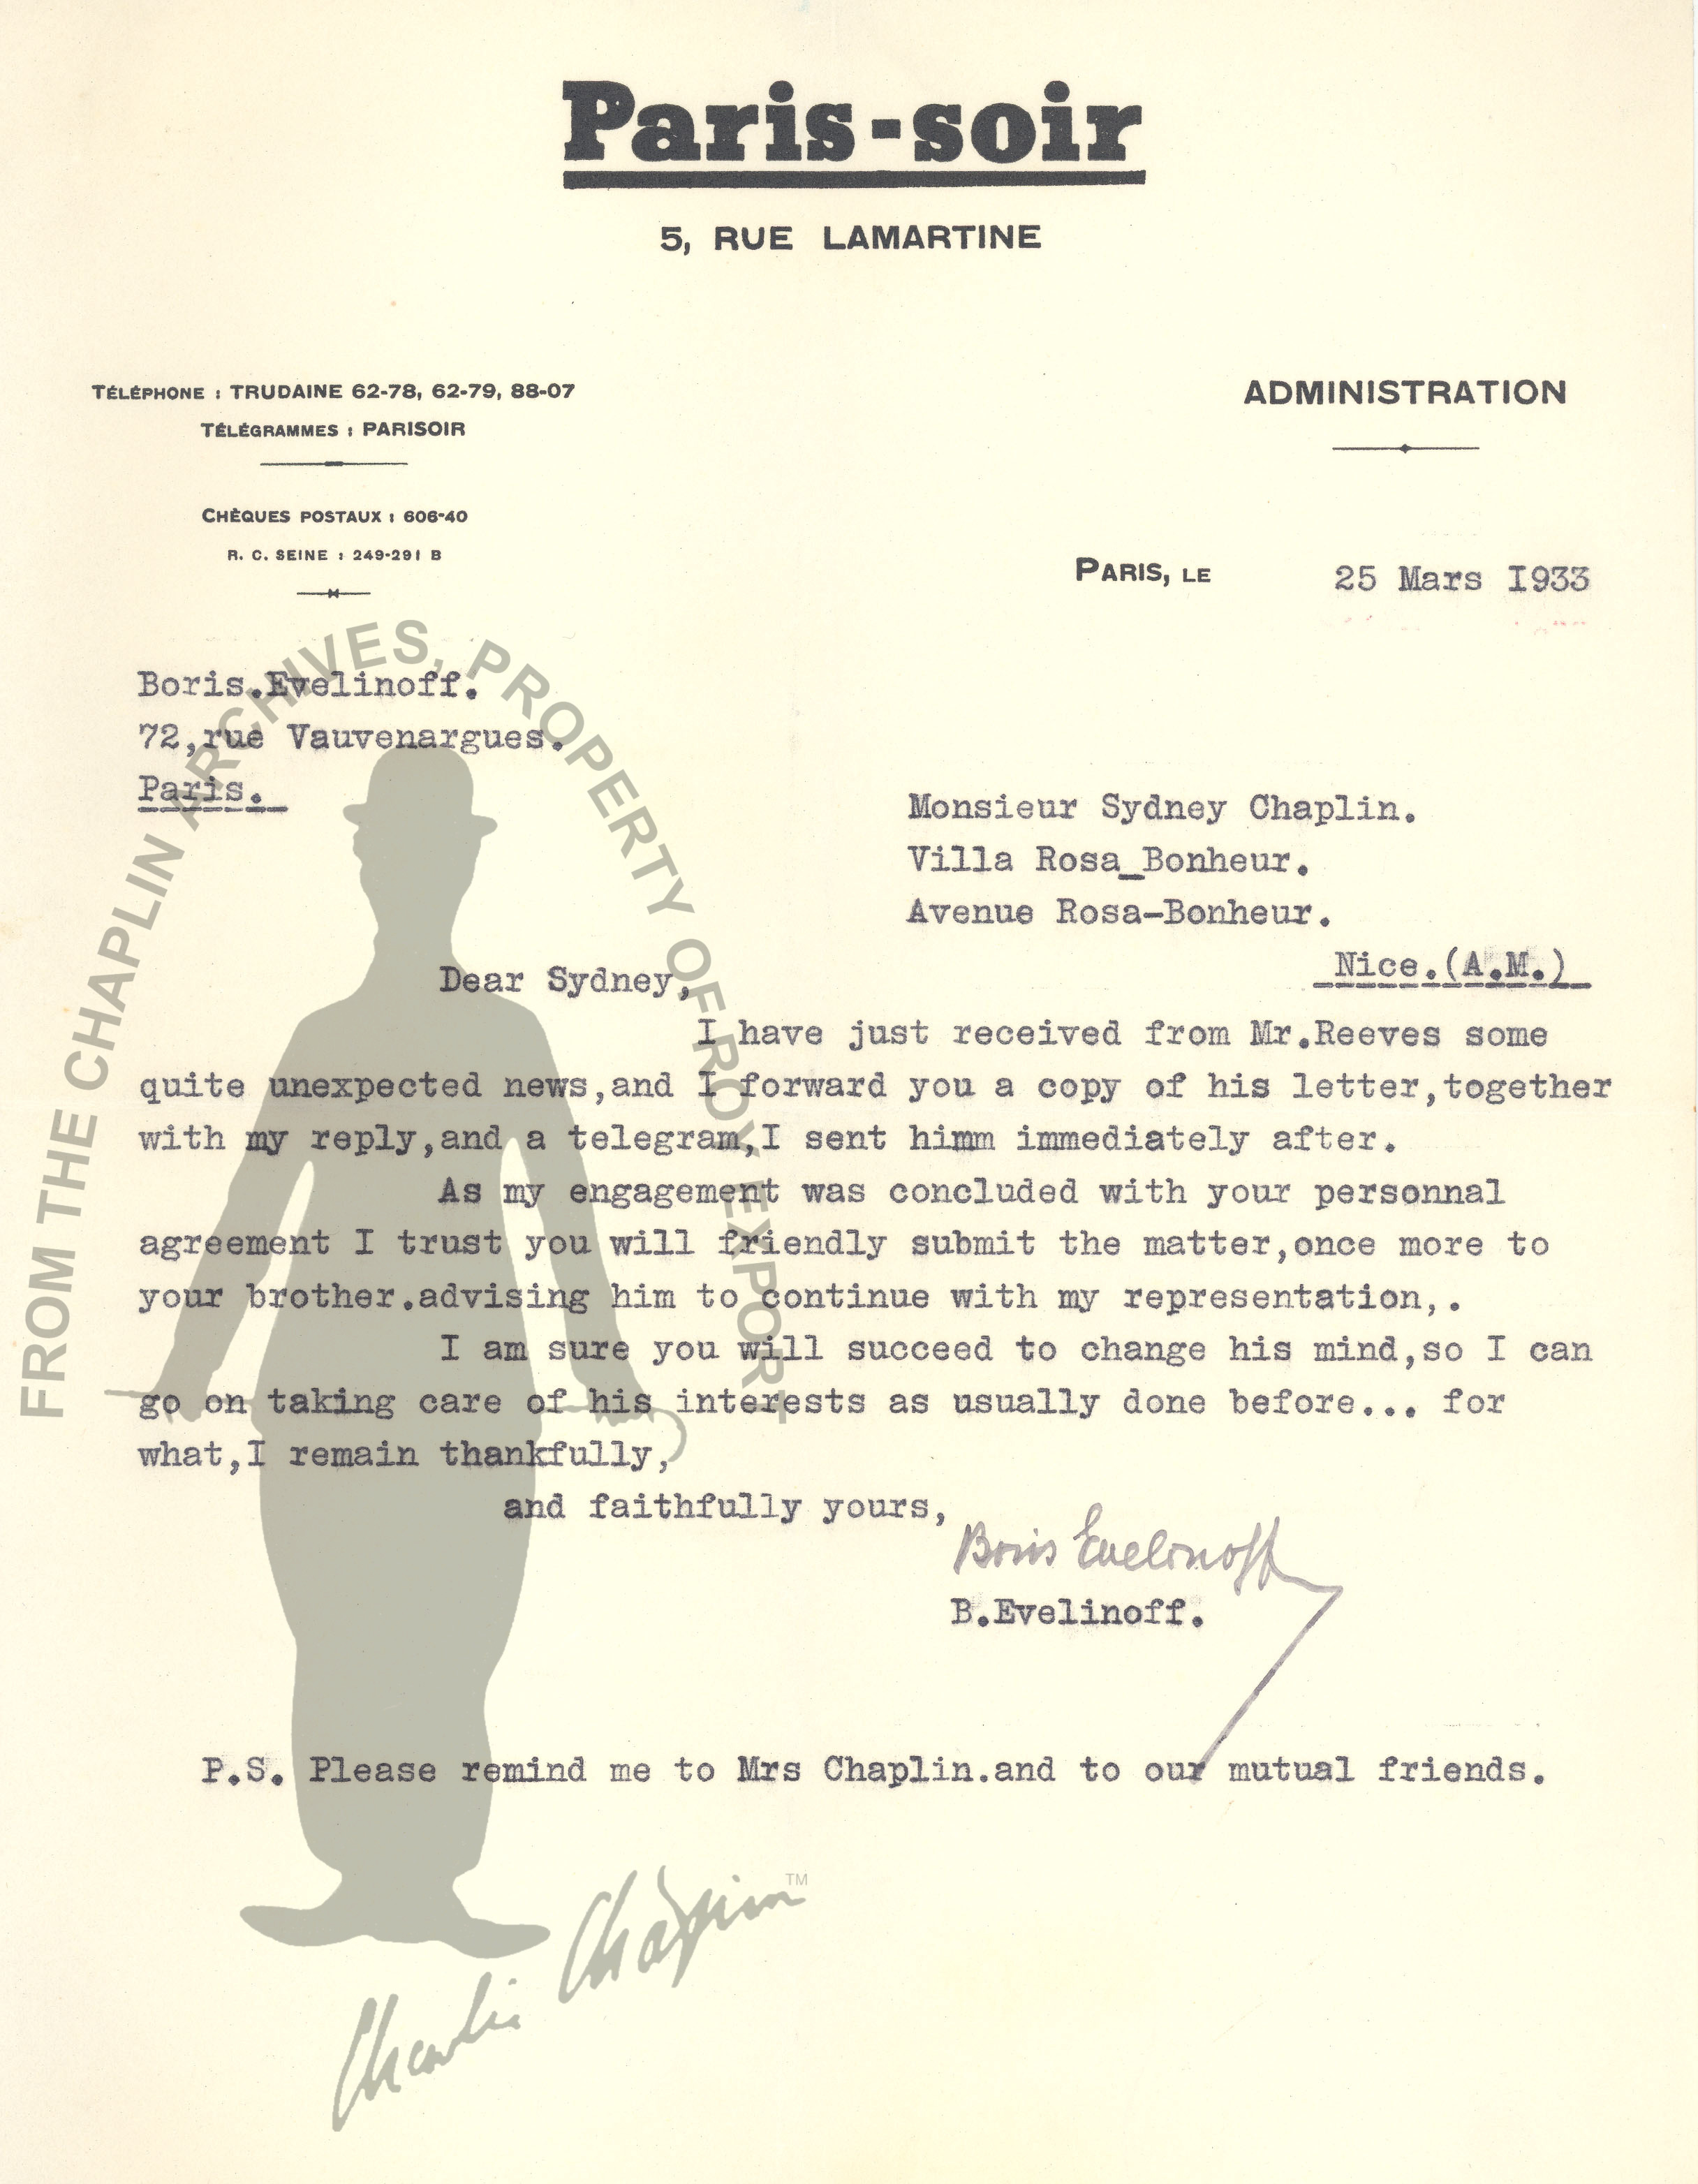 Paris-soir
5, RUE LAMARTINE
TÉLÉPHONE : TRUDAINE 62-78, 62-79, 88-07
TÉLÉGRAMMES : PARISOIR
ADMINISTRATION
CHÈQUES POSTAUX : 606-40
R. C. SEINE : 249-291 B
PARIS, LE 25 Mars I933
Boris.Evelinoff.
72,rue Vauvenargues.
Paris.
Monsieur Sydney Chaplin.
Villa Rosa_Bonheur.
Avenue Rosa-Bonheur.
Nice.(A.M.)
Dear Sydney,
I have just received from Mr.Reeves some
quite unexpected news,and I forward you a copy of his letter,together
with my reply,and a telegram,I sent himm immediately after.
As my engagement was concluded with your personnal
agreement I trust you will friendly submit the matter,once more to
your brother.advising him to continue with my representation,.
I am sure you will succeed to change his mind,so I can
go on taking care of his interests as usually done before... for
what,I remain thankfully,
and faithfully yours,
Boris Evelinoff
B.Evelinoff.
P.S. Please remind me to Mrs Chaplin.and to our mutual friends.
FROM THE CHAPLIN ARCHIVES, PROPERTY OF ROY EXPORT
Charlie Chaplin TM